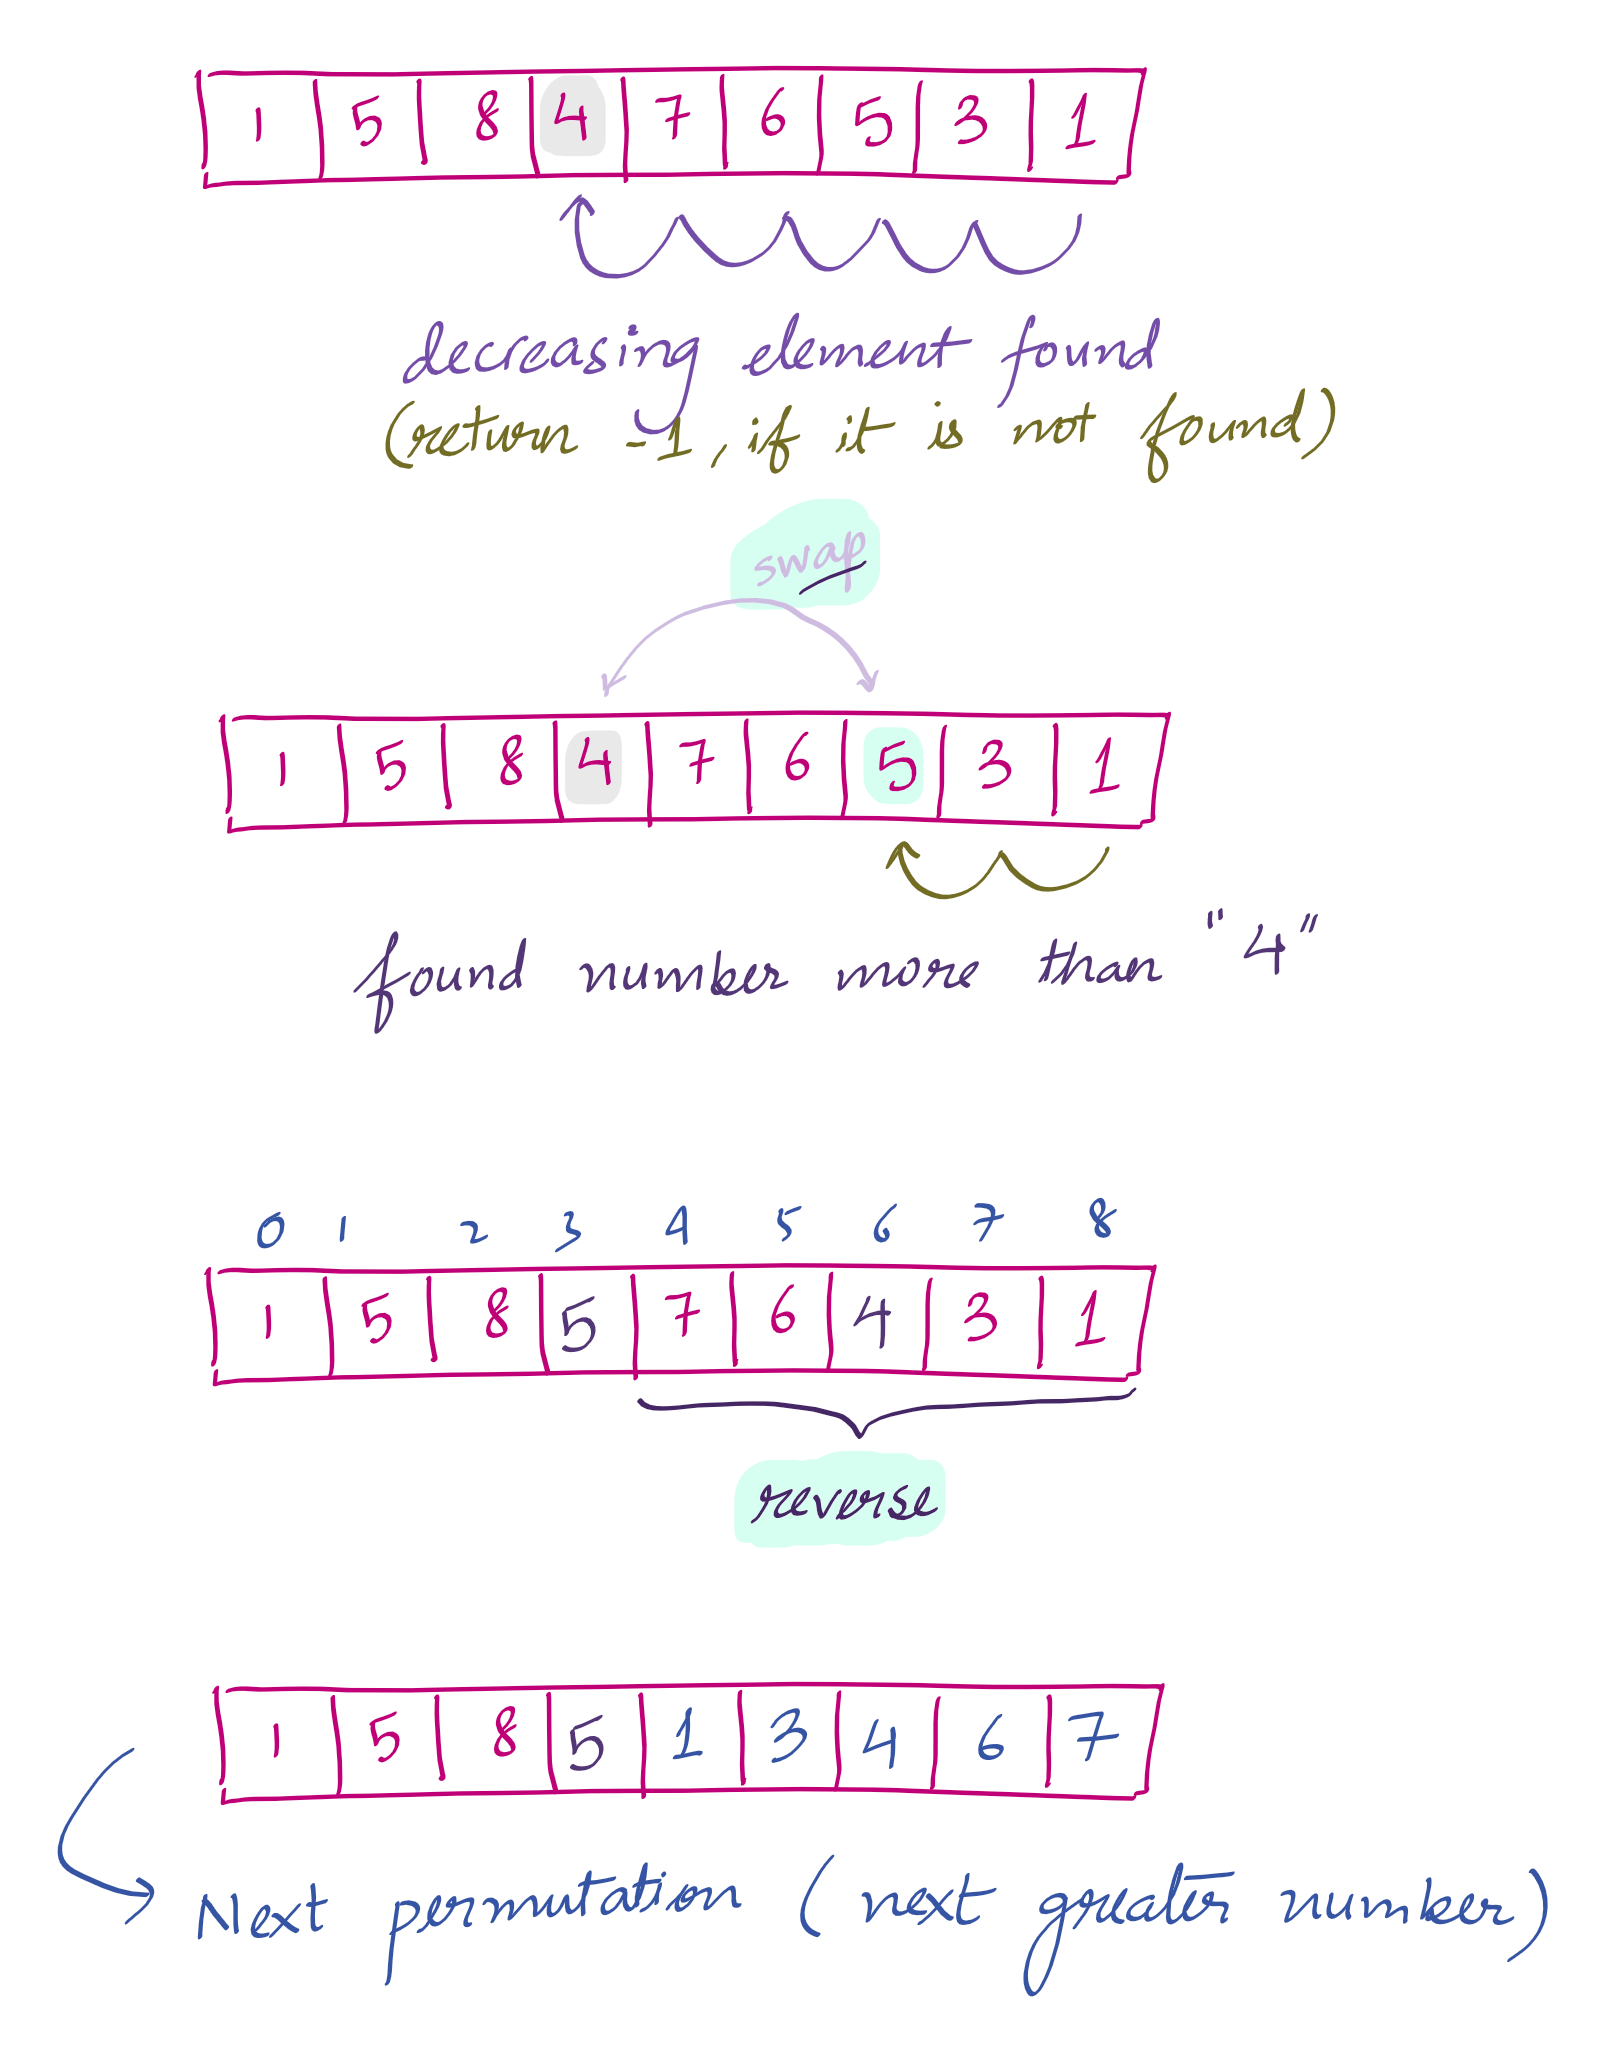 1 5 8 4 7 6 5 3 1
decreasing element found
(return -1, if it is not found)
swap
1 5 8 4 7 6 5 3 1
found number more than "4"
0 1 2 3 4 5 6 7 8
1 5 8 5 7 6 4 3 1
reverse
1 5 8 5 1 3 4 6 7
Next permutation (next greater number)